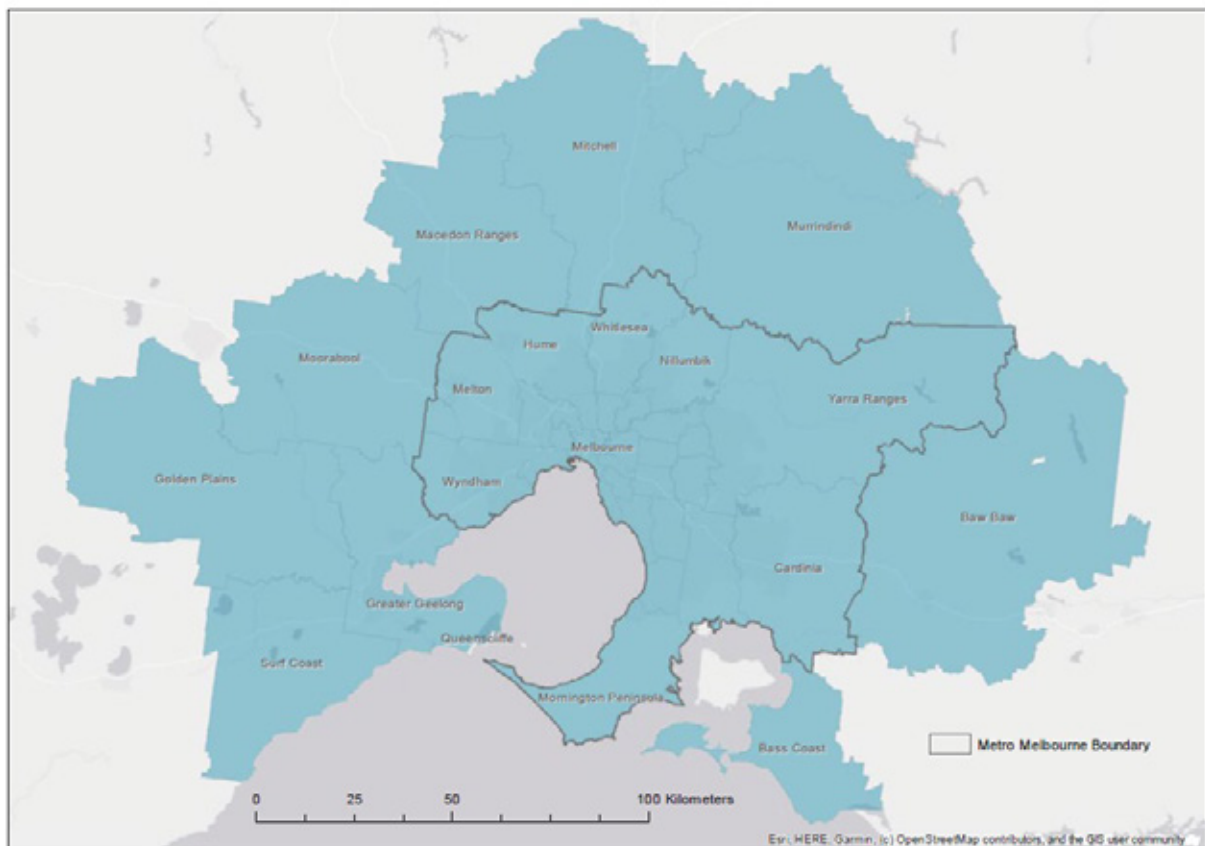 Mitchell
Murrindindi
Macedon Ranges
Whitlesea
Hume
Moorabool
Nillumbik
Melton
Yarra Ranges
Melbourne
Golden Plains
Wyndham
Baw Baw
Cardinia
Greater Geelong
Queenscliffe
Surf Coast
Mornington Peninsula
Bass Coast
Metro Melbourne Boundary
0 25 50 100 Kilometers
Esri, HERE, Garmin, (c) OpenStreetMap contributors, and the GIS user community